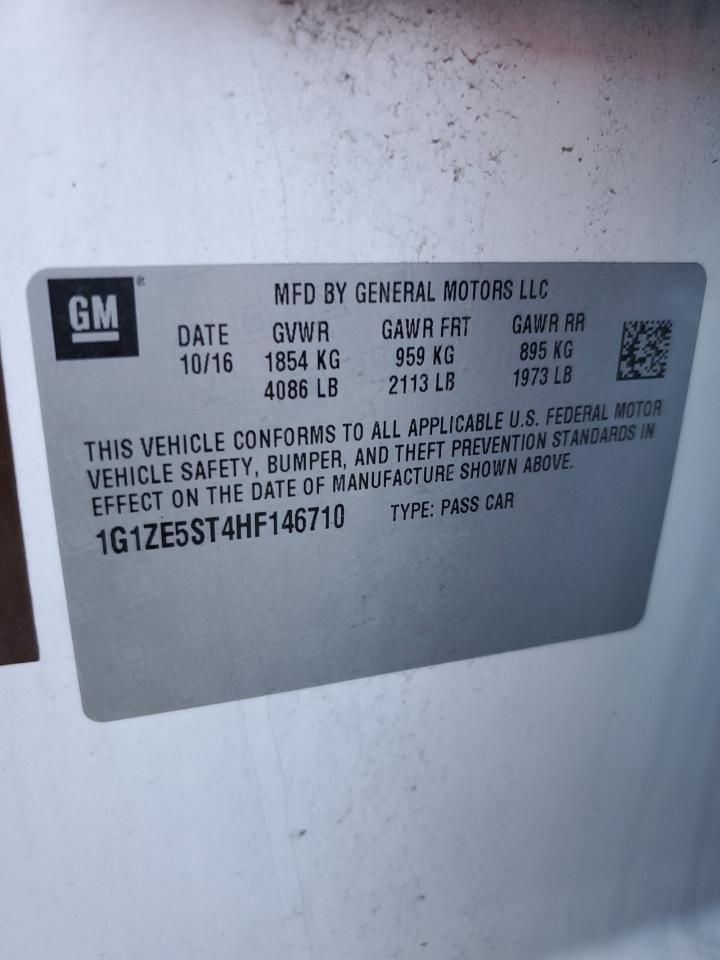 GM ®
MFD BY GENERAL MOTORS LLC
DATE GVWR GAWR FRT GAWR RR
10/16 1854 KG 959 KG 895 KG
4086 LB 2113 LB 1973 LB
THIS VEHICLE CONFORMS TO ALL APPLICABLE U.S. FEDERAL MOTOR
VEHICLE SAFETY, BUMPER, AND THEFT PREVENTION STANDARDS IN
EFFECT ON THE DATE OF MANUFACTURE SHOWN ABOVE.
1G1ZE5ST4HF146710 TYPE: PASS CAR